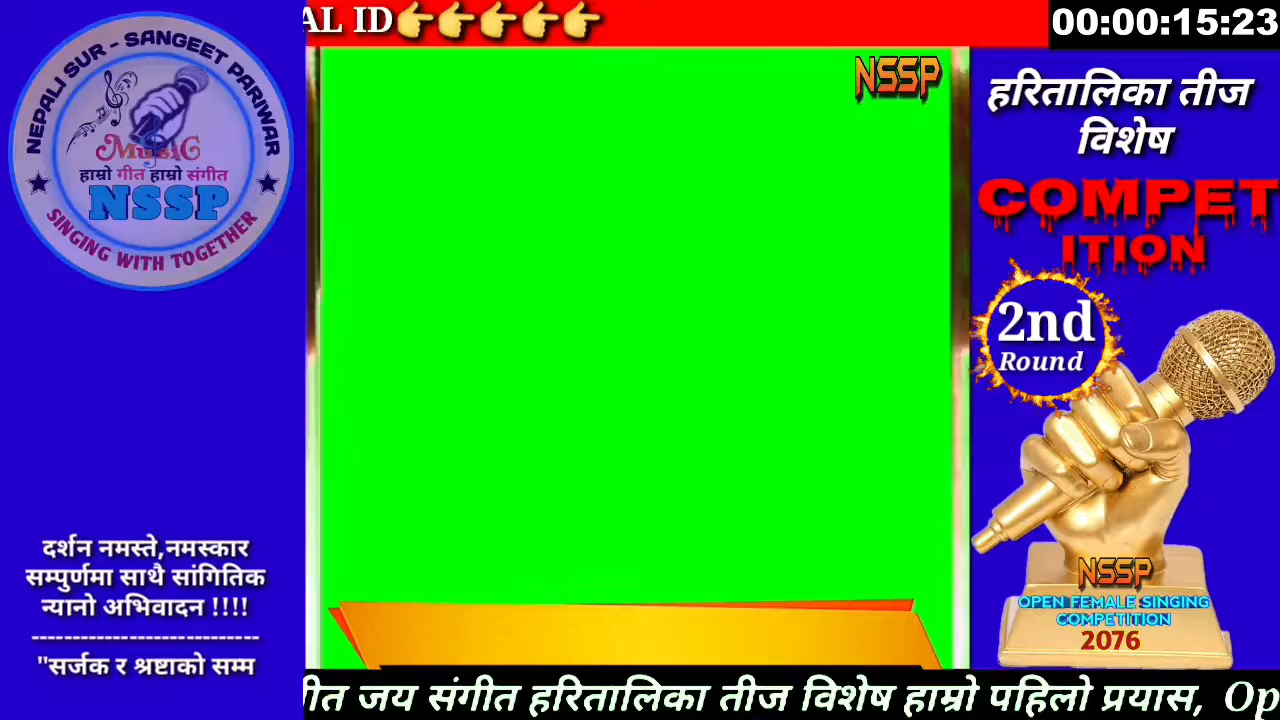 AL ID👉👉👉👉👉
00:00:15:23
NEPALI SUR - SANGEET PARIWAR
MUSIC
हाम्रो गीत हाम्रो संगीत
NSSP
SINGING WITH TOGETHER
NSSP
हरितालिका तीज
विशेष
COMPET
ITION
2nd
Round
दर्शन नमस्ते,नमस्कार
सम्पुर्णमा साथै सांगितिक
न्यानो अभिवादन !!!!
----------------------------
"सर्जक र श्रष्टाको सम्म
NSSP
OPEN FEMALE SINGING
COMPETITION
2076
गीत जय संगीत हरितालिका तीज विशेष हाम्रो पहिलो प्रयास, Op